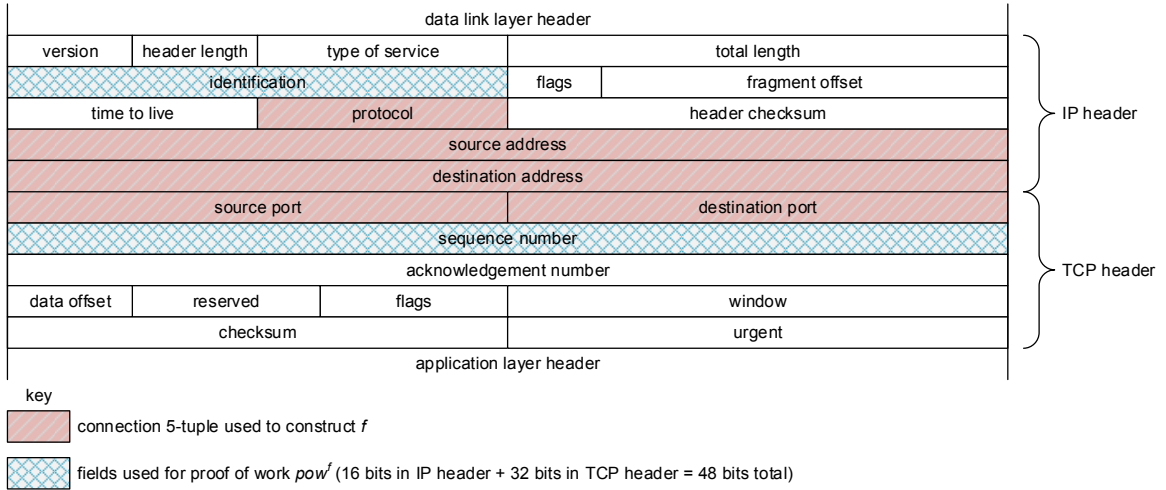 data link layer header
version header length type of service total length
identification flags fragment offset
time to live protocol header checksum
IP header
source address
destination address
source port destination port
sequence number
acknowledgement number
TCP header
data offset reserved flags window
checksum urgent
application layer header
key
connection 5-tuple used to construct f
fields used for proof of work pow^f (16 bits in IP header + 32 bits in TCP header = 48 bits total)